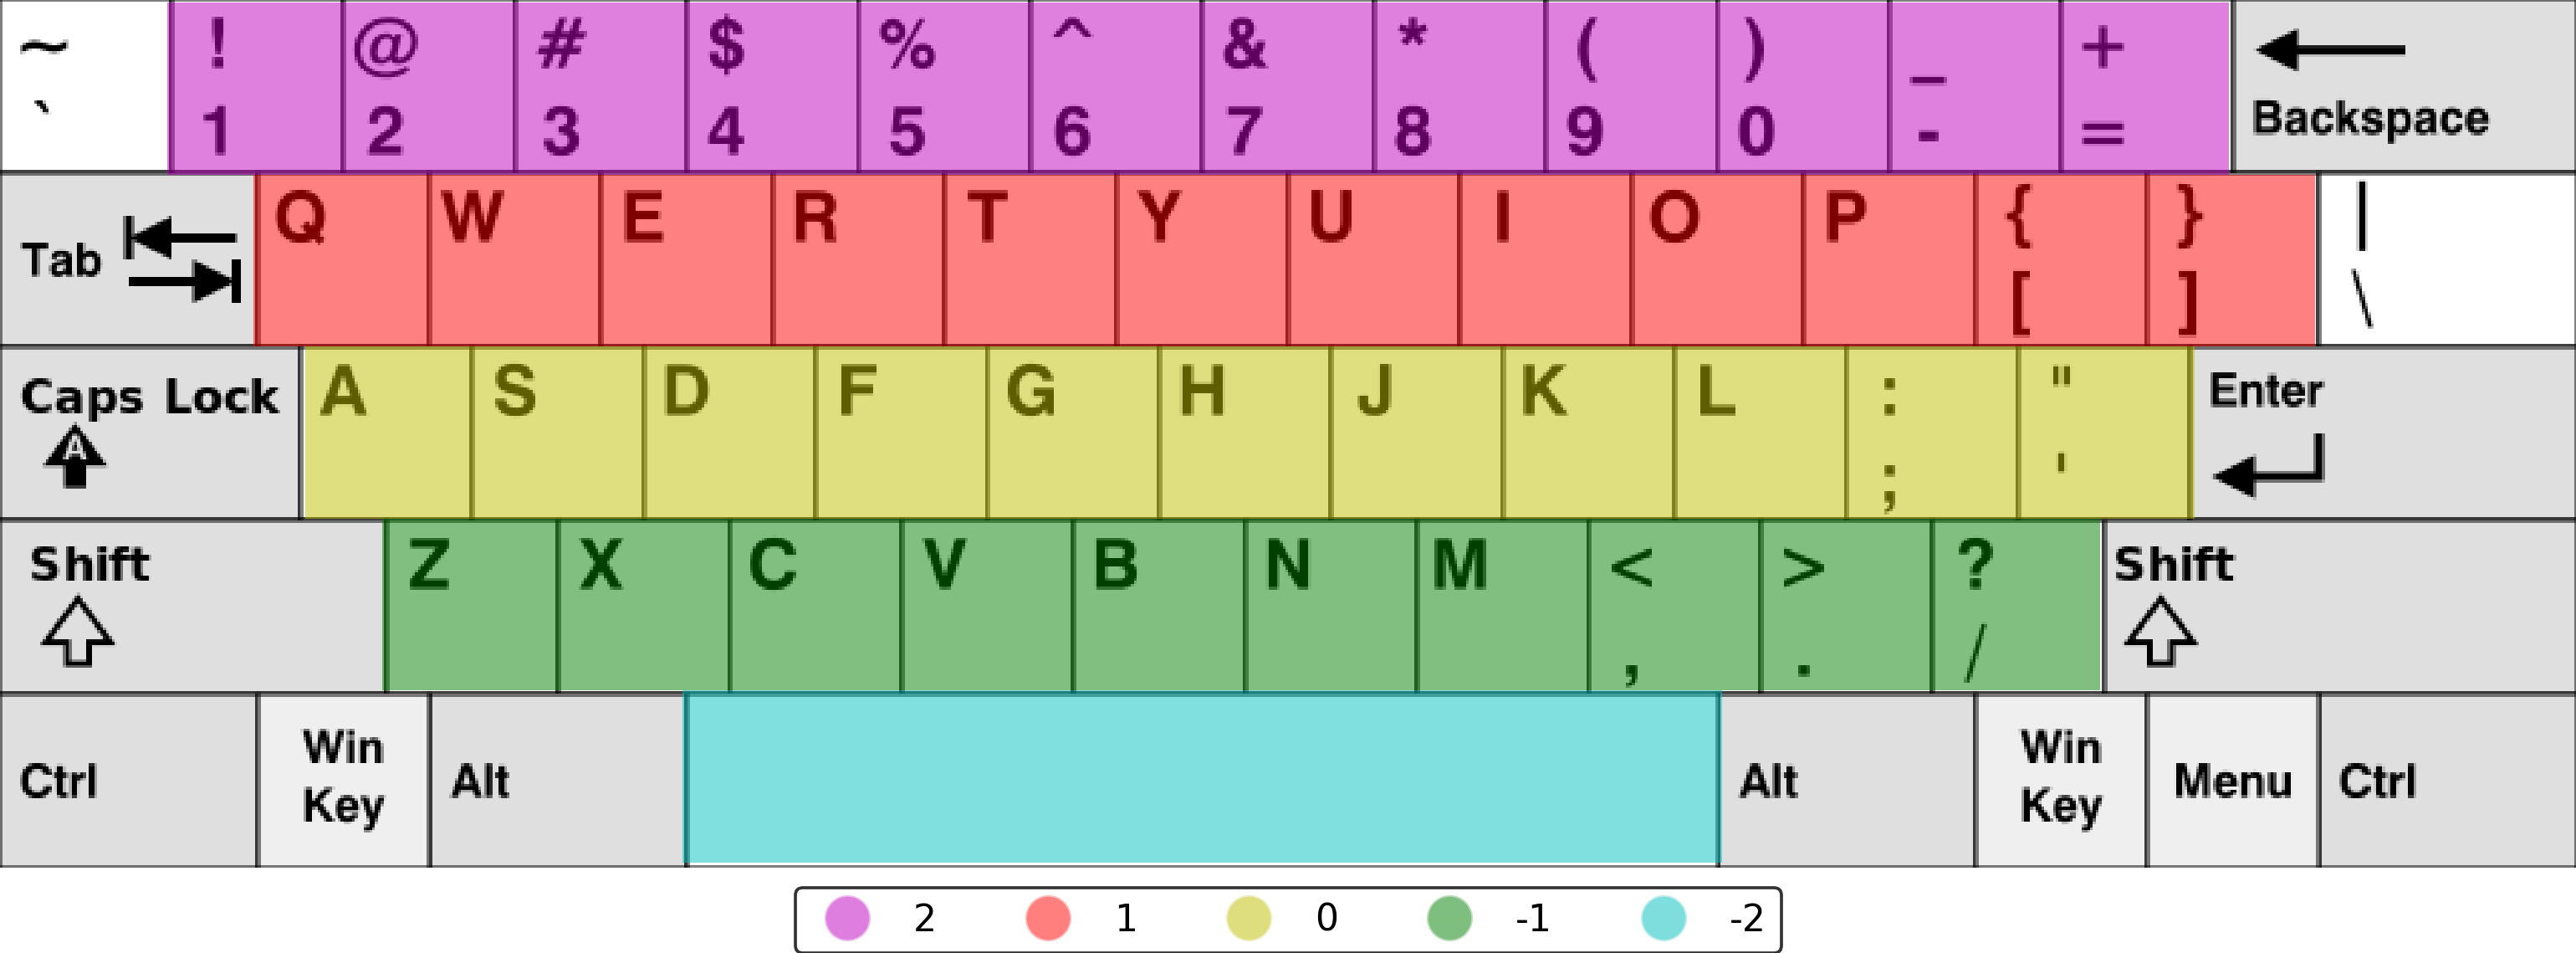 ~ ! @ # $ % ^ & * ( ) _ +
` 1 2 3 4 5 6 7 8 9 0 - = Backspace
Tab Q W E R T Y U I O P { } |
[ ] \
Caps Lock A S D F G H J K L : " Enter
A ; '
Shift Z X C V B N M < > ? Shift
, . /
Ctrl Win Key Alt Alt Win Key Menu Ctrl
2 1 0 -1 -2